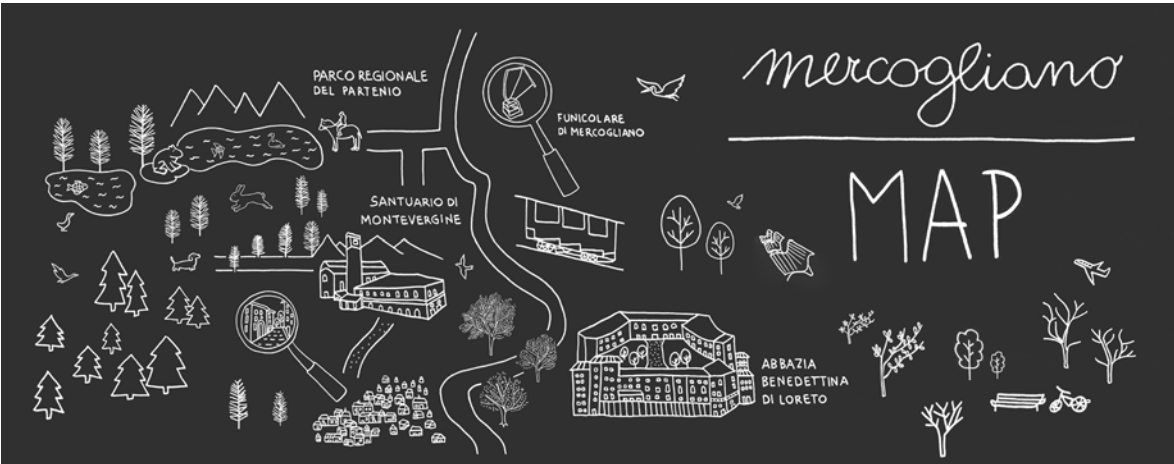 mercogliano
MAP
PARCO REGIONALE
DEL PARTENIO
FUNICOLARE
DI MERCOGLIANO
SANTUARIO DI
MONTEVERGINE
ABBAZIA
BENEDETTINA
DI LORETO